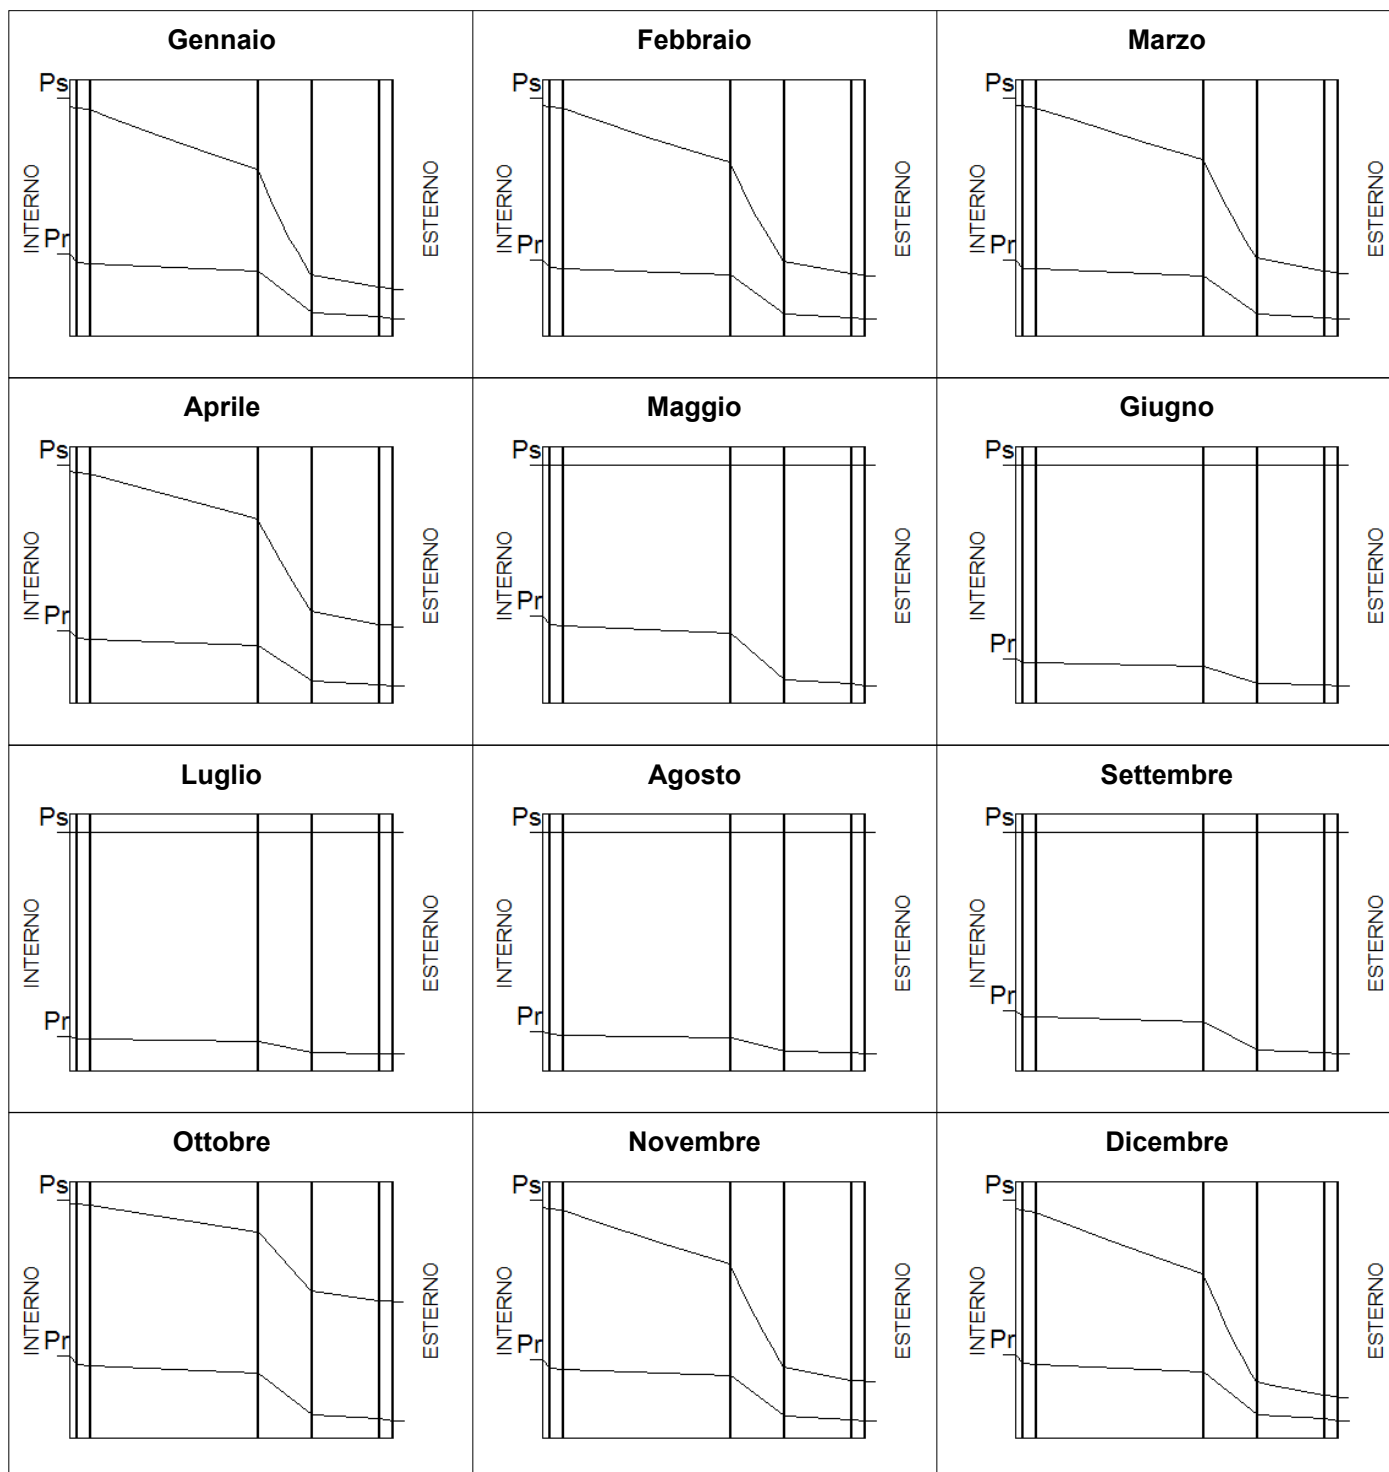 Gennaio
Ps
INTERNO
Pr
ESTERNO
Febbraio
Ps
INTERNO
Pr
ESTERNO
Marzo
Ps
INTERNO
Pr
ESTERNO
Aprile
Ps
INTERNO
Pr
ESTERNO
Maggio
Ps
INTERNO
Pr
ESTERNO
Giugno
Ps
INTERNO
Pr
ESTERNO
Luglio
Ps
INTERNO
Pr
ESTERNO
Agosto
Ps
INTERNO
Pr
ESTERNO
Settembre
Ps
INTERNO
Pr
ESTERNO
Ottobre
Ps
INTERNO
Pr
ESTERNO
Novembre
Ps
INTERNO
Pr
ESTERNO
Dicembre
Ps
INTERNO
Pr
ESTERNO